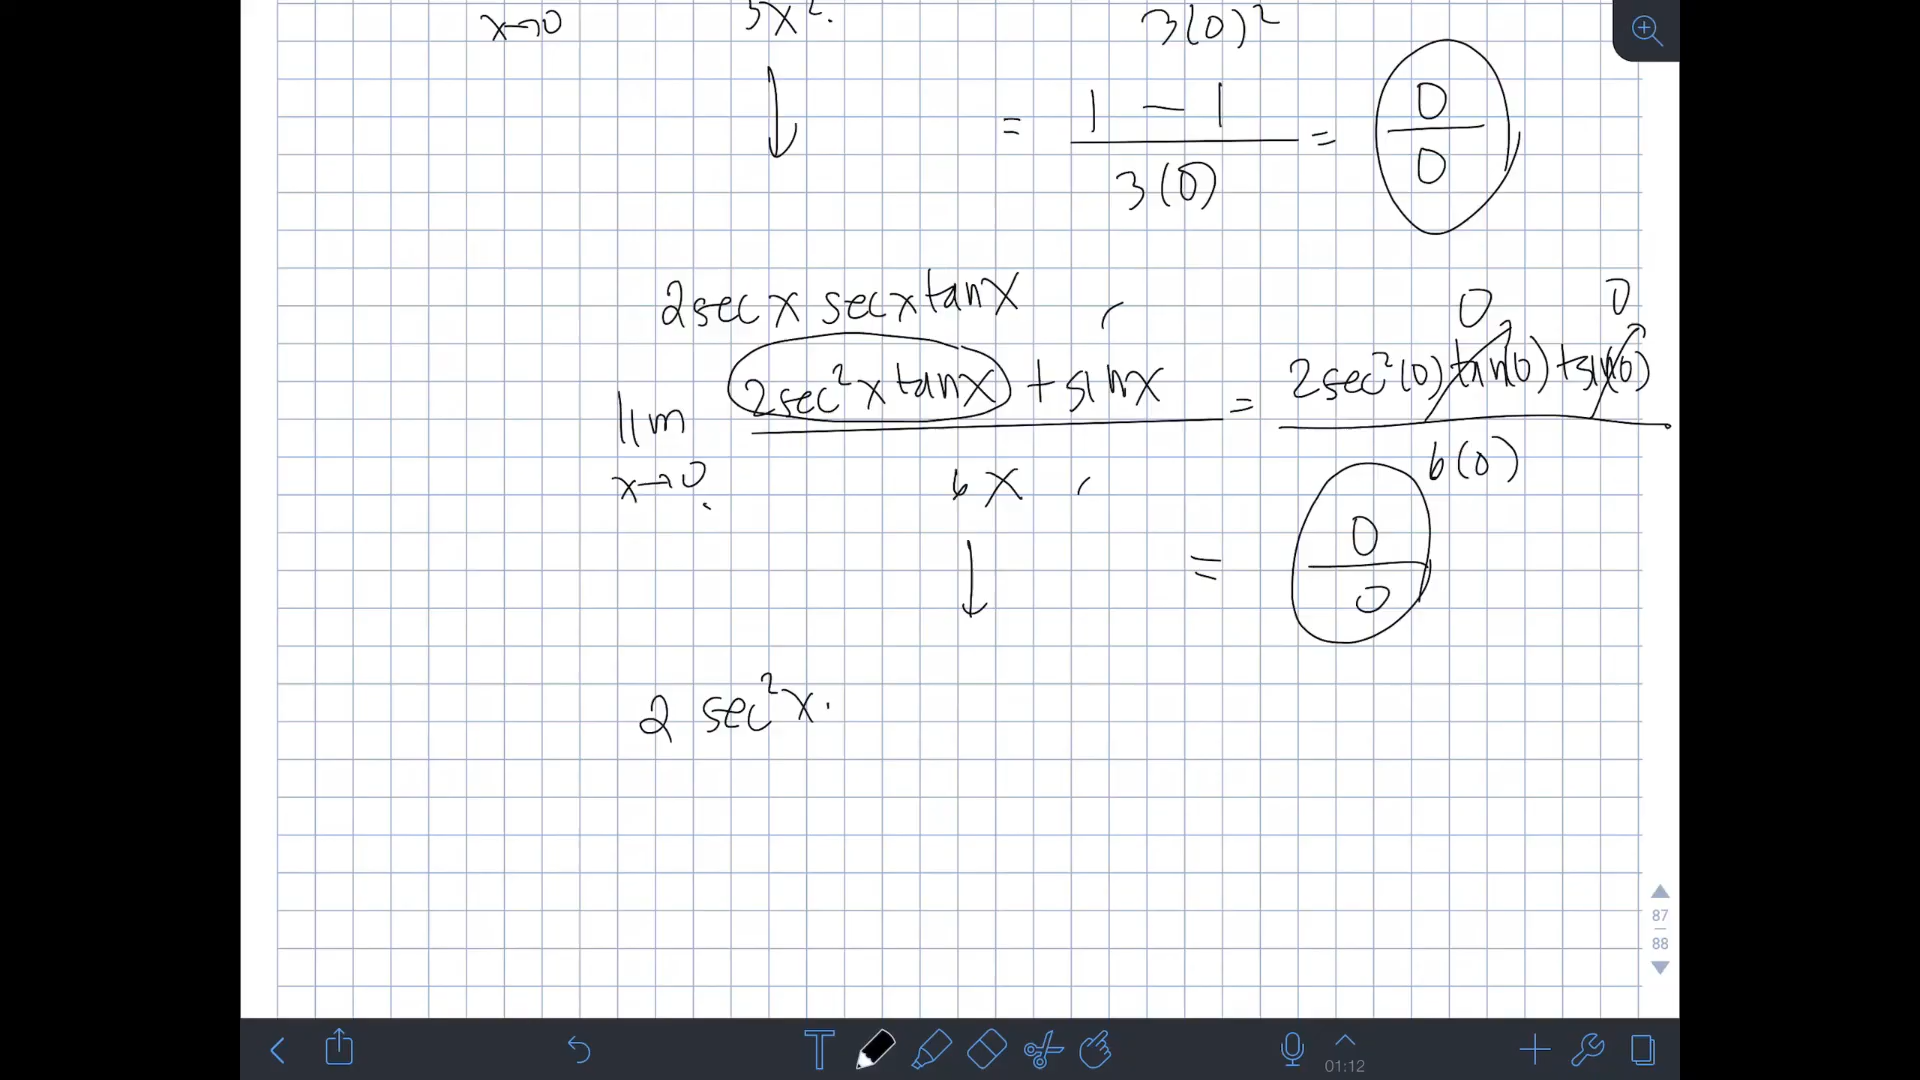 x→0 3x². 3(0)²
= 1 - 1 / 3(0) = 0/0
2sec x sec x tan x
lim x→0 2sec²x tan x + sin x / 6x = 2sec²(0) tan(0) + sin(0) / 6(0)
0 0
= 0/0
2 sec²x.
87
88
T
01:12